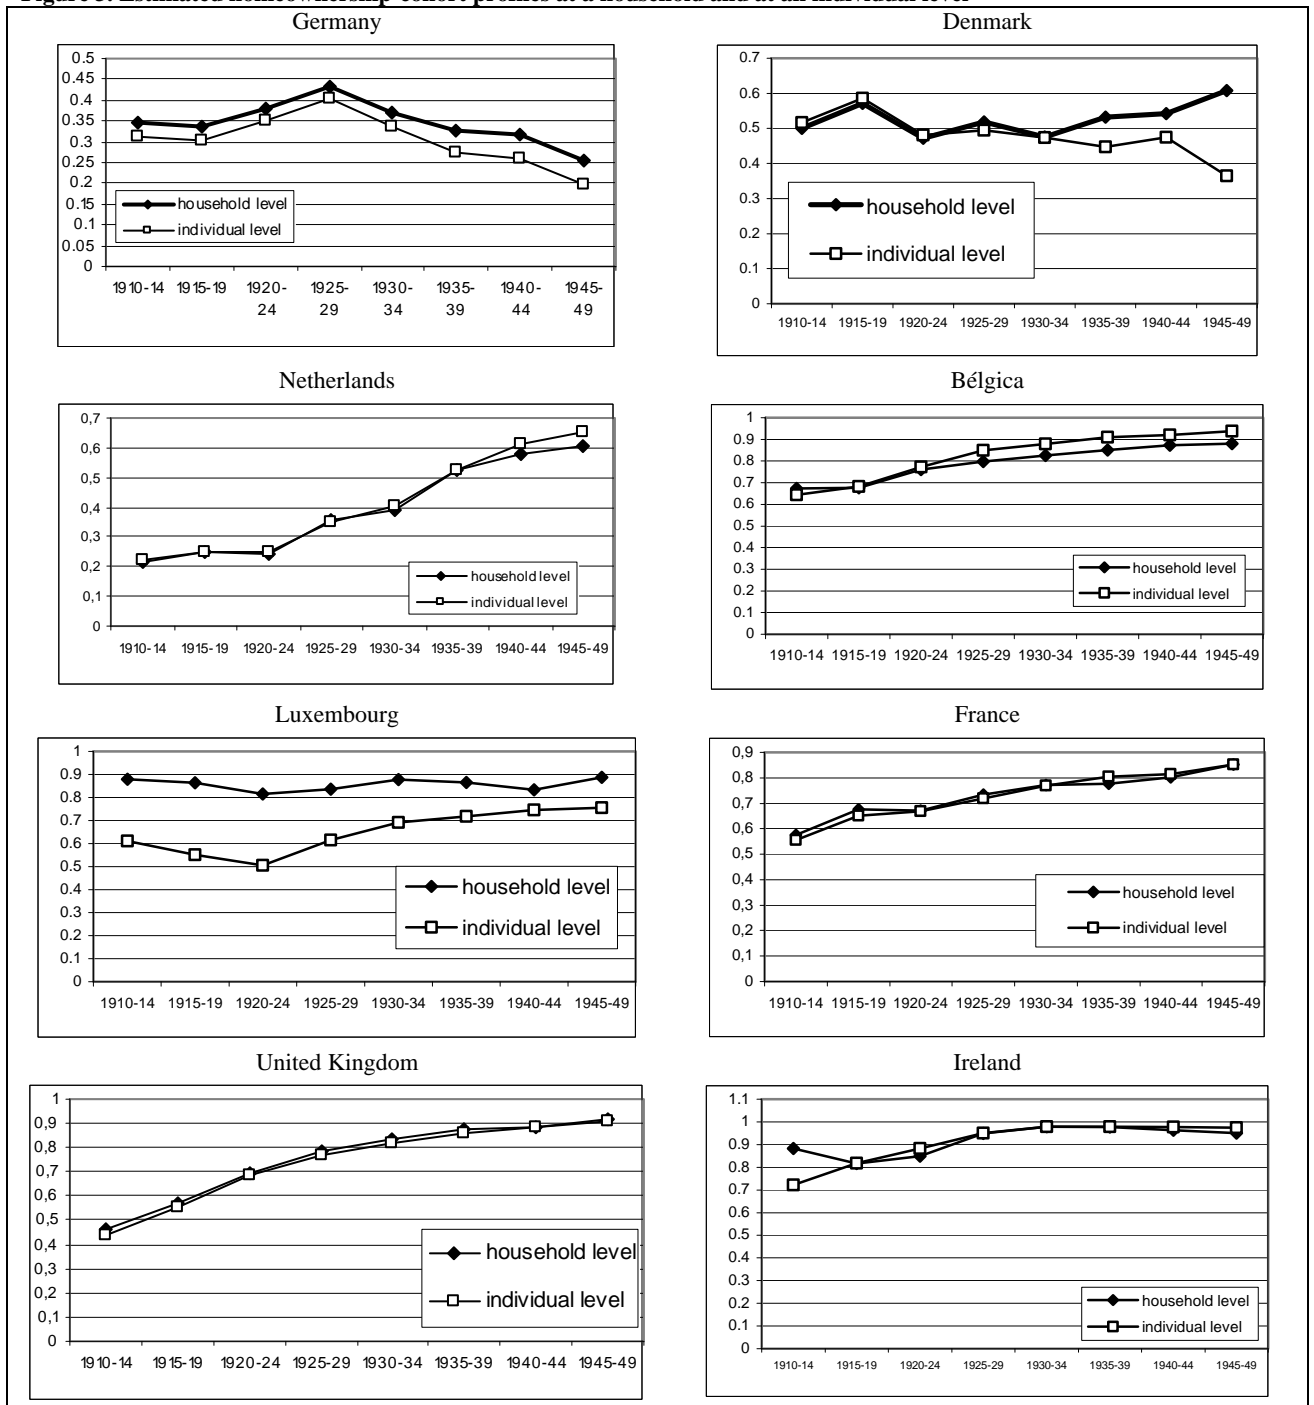 Figure Estimated homeownership cohort profiles at a household and at an individual level
Germany
0.5
0.45
0.4
0.35
0.3
0.25
0.2
0.15
0.1
0.05
0
household level
individual level
1910-14 1915-19 1920- 1925- 1930- 1935- 1940- 1945-
24 29 34 39 44 49
Denmark
0.7
0.6
0.5
0.4
0.3
0.2
0.1
0
household level
individual level
1910-14 1915-19 1920-24 1925-29 1930-34 1935-39 1940-44 1945-49
Netherlands
0,7
0,6
0,5
0,4
0,3
0,2
0,1
0
household level
individual level
1910-14 1915-19 1920-24 1925-29 1930-34 1935-39 1940-44 1945-49
Bélgica
1
0.9
0.8
0.7
0.6
0.5
0.4
0.3
0.2
0.1
0
household level
individual level
1910-14 1915-19 1920-24 1925-29 1930-34 1935-39 1940-44 1945-49
Luxembourg
1
0.9
0.8
0.7
0.6
0.5
0.4
0.3
0.2
0.1
0
household level
individual level
1910-14 1915-19 1920-24 1925-29 1930-34 1935-39 1940-44 1945-49
France
0,9
0,8
0,7
0,6
0,5
0,4
0,3
0,2
0,1
0
household level
individual level
1910-14 1915-19 1920-24 1925-29 1930-34 1935-39 1940-44 1945-49
United Kingdom
1
0,9
0,8
0,7
0,6
0,5
0,4
0,3
0,2
0,1
0
household level
individual level
1910-14 1915-19 1920-24 1925-29 1930-34 1935-39 1940-44 1945-49
Ireland
1.1
1
0.9
0.8
0.7
0.6
0.5
0.4
0.3
0.2
0.1
0
household level
individual level
1910-14 1915-19 1920-24 1925-29 1930-34 1935-39 1940-44 1945-49